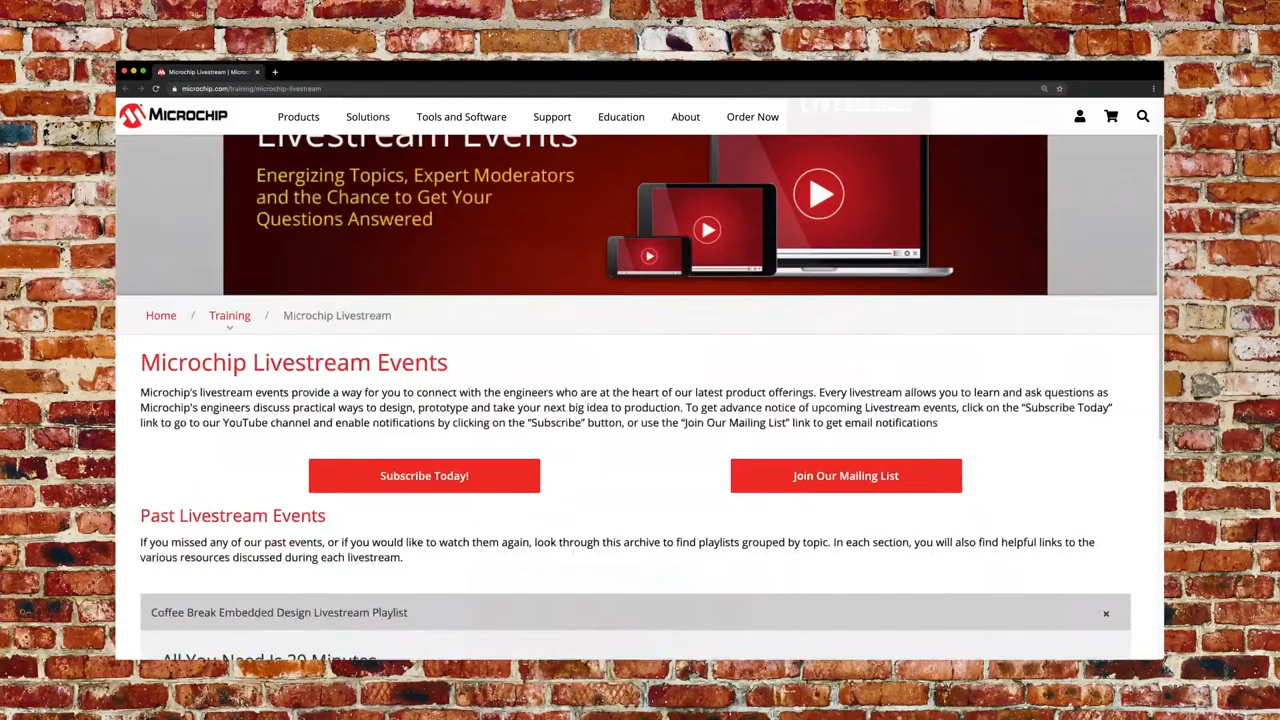 Microchip Livestream | Microc
microchip.com/training/microchip-livestream
MICROCHIP
Products Solutions Tools and Software Support Education About Order Now
Livestream Events
Energizing Topics, Expert Moderators
and the Chance to Get Your
Questions Answered
Home / Training / Microchip Livestream
Microchip Livestream Events
Microchip's livestream events provide a way for you to connect with the engineers who are at the heart of our latest product offerings. Every livestream allows you to learn and ask questions as
Microchip's engineers discuss practical ways to design, prototype and take your next big idea to production. To get advance notice of upcoming Livestream events, click on the “Subscribe Today”
link to go to our YouTube channel and enable notifications by clicking on the “Subscribe” button, or use the “Join Our Mailing List” link to get email notifications
Subscribe Today!
Join Our Mailing List
Past Livestream Events
If you missed any of our past events, or if you would like to watch them again, look through this archive to find playlists grouped by topic. In each section, you will also find helpful links to the
various resources discussed during each livestream.
Coffee Break Embedded Design Livestream Playlist
All You Need Is 20 Minutes